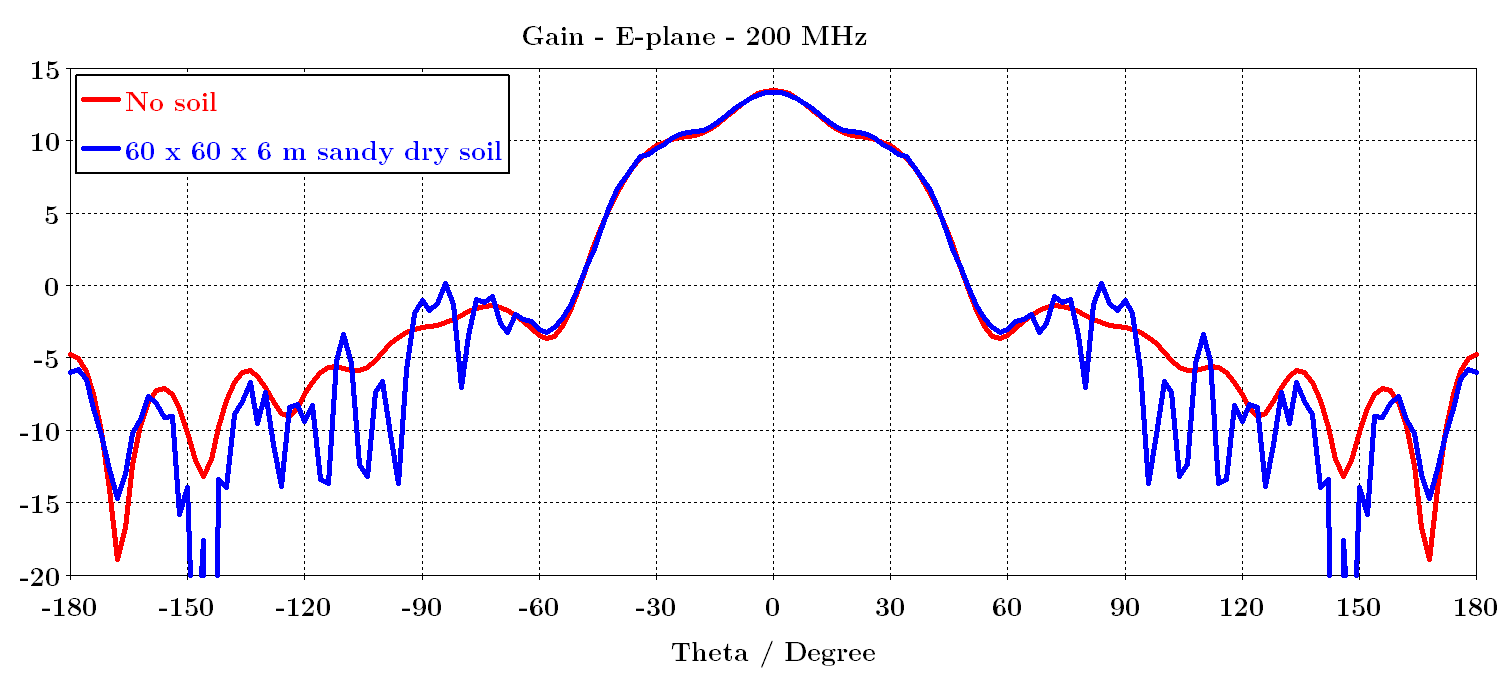 Gain - E-plane - 200 MHz
15
No soil
60 x 60 x 6 m sandy dry soil
10
5
0
-5
-10
-15
-20
-180 -150 -120 -90 -60 -30 0 30 60 90 120 150 180
Theta / Degree